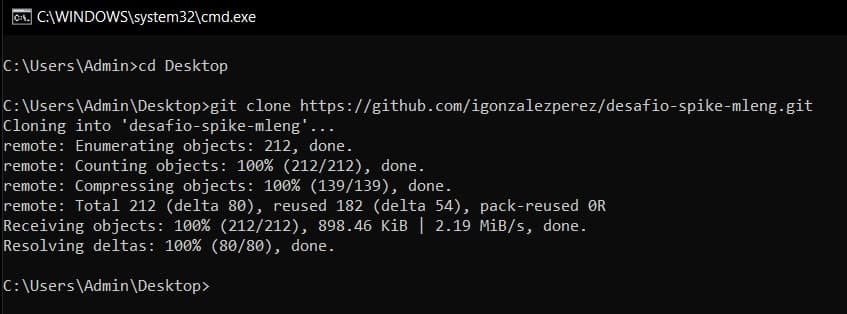 C:\WINDOWS\system32\cmd.exe
C:\Users\Admin>cd Desktop
C:\Users\Admin\Desktop>git clone https://github.com/igonzalezperez/desafio-spike-mleng.git
Cloning into 'desafio-spike-mleng'...
remote: Enumerating objects: 212, done.
remote: Counting objects: 100% (212/212), done.
remote: Compressing objects: 100% (139/139), done.
remote: Total 212 (delta 80), reused 182 (delta 54), pack-reused 0R
Receiving objects: 100% (212/212), 898.46 KiB | 2.19 MiB/s, done.
Resolving deltas: 100% (80/80), done.
C:\Users\Admin\Desktop>